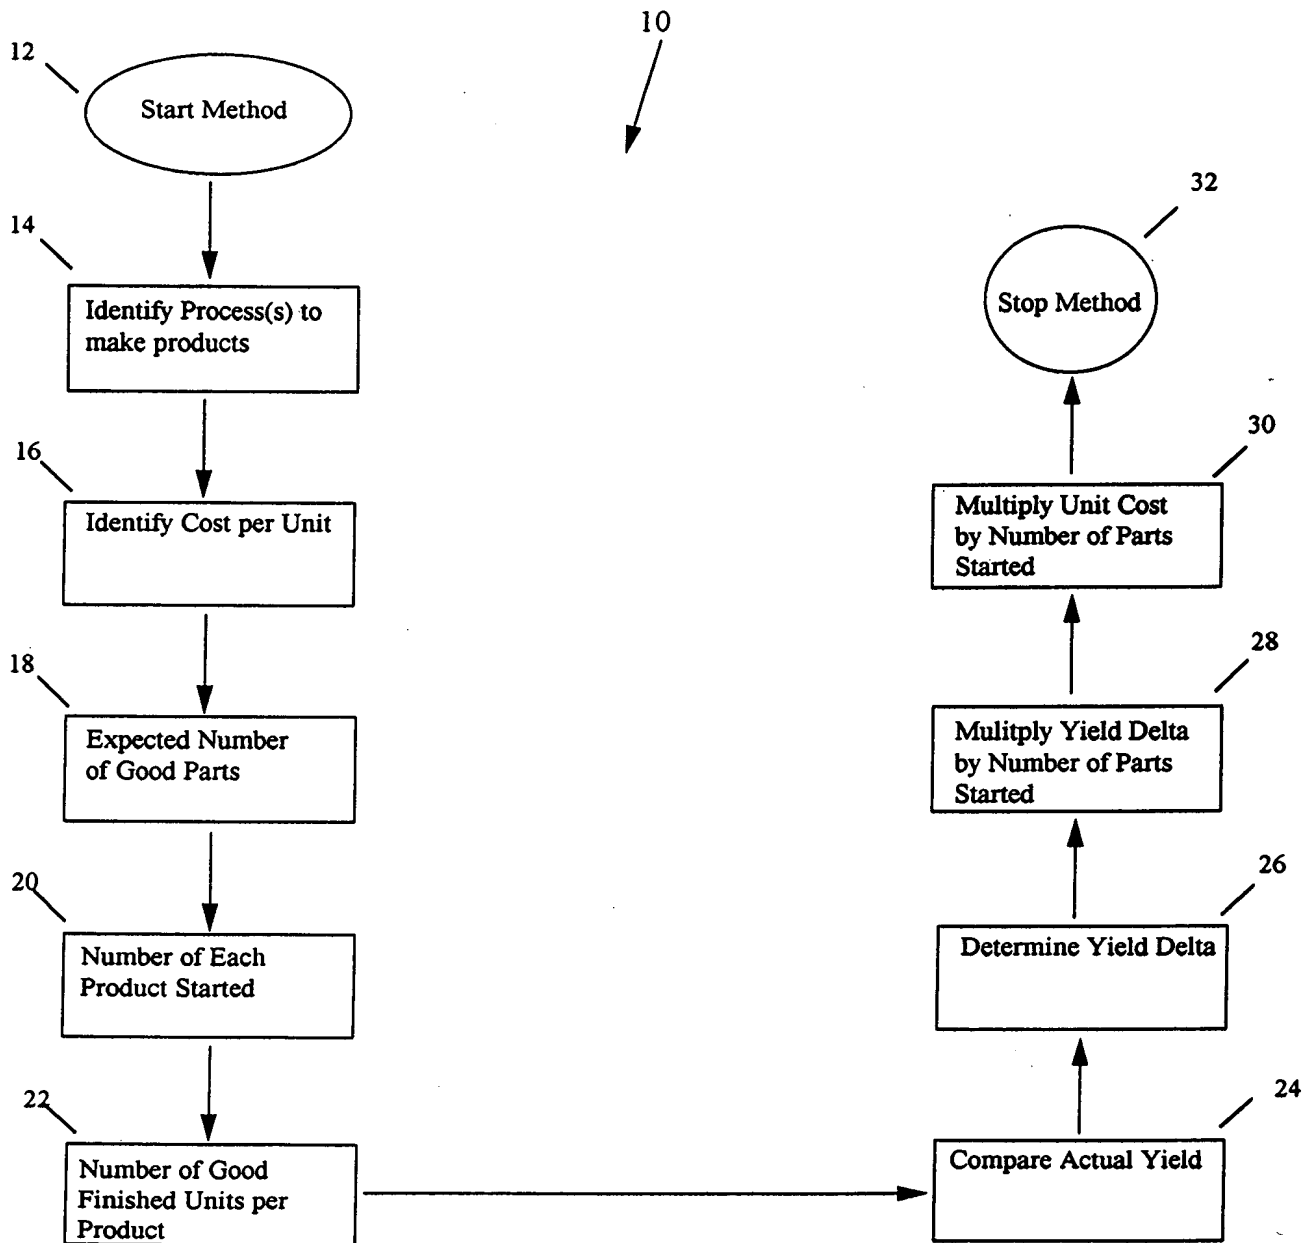 10
12
Start Method
14
Identify Process(s) to
make products
16
Identify Cost per Unit
18
Expected Number
of Good Parts
20
Number of Each
Product Started
22
Number of Good
Finished Units per
Product
24
Compare Actual Yield
26
Determine Yield Delta
28
Mulitply Yield Delta
by Number of Parts
Started
30
Multiply Unit Cost
by Number of Parts
Started
32
Stop Method